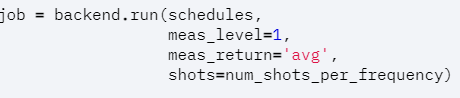 job = backend.run(schedules,
                  meas_level=1,
                  meas_return='avg',
                  shots=num_shots_per_frequency)